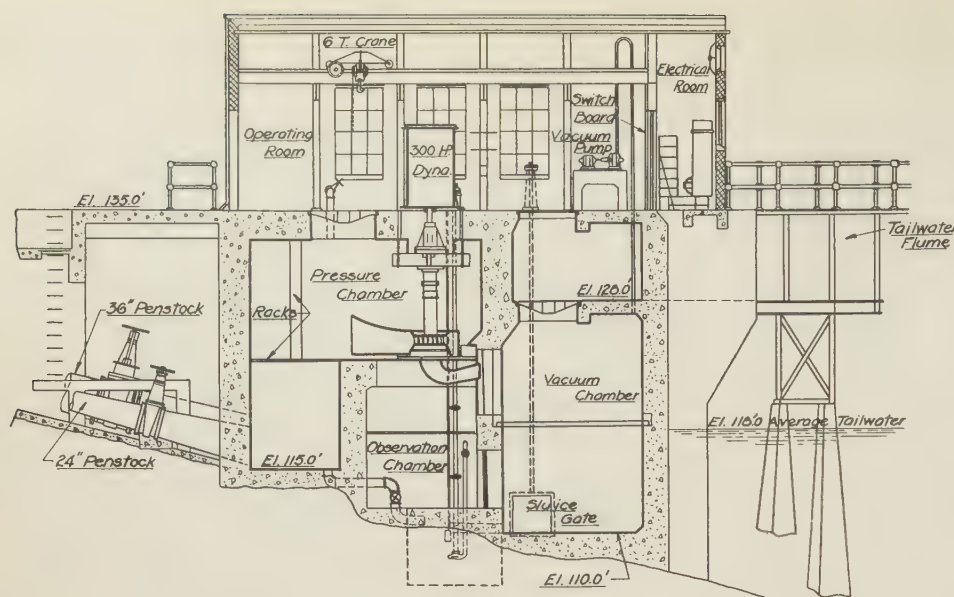 6 T. Crane
Electrical
Room
Switch
Board
Vacuum
Pump
Operating
Room
300 H.P.
Dyna.
El. 135.0'
Tailwater
Flume
Pressure
Chamber
El. 128.0'
36" Penstock
Racks
Vacuum
Chamber
El. 118.0 Average Tailwater
24" Penstock
El. 115.0'
Observation
Chamber
Sluice
Gate
El. 110.0'